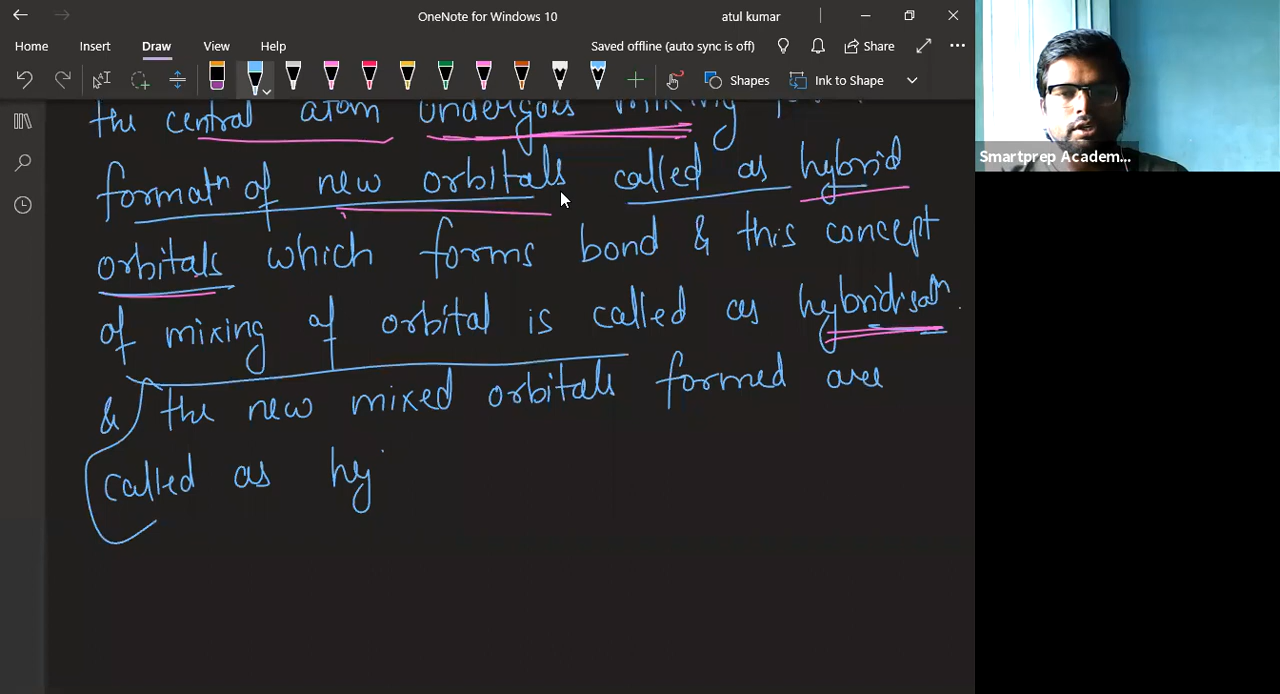 OneNote for Windows 10
atul kumar
Home Insert Draw View Help
Saved offline (auto sync is off)
Share
Shapes
Ink to Shape
Smartprep Academ...
the central atom undergoes mixing
formatn of new orbitals called as hybrid
orbitals which forms bond & this concept
of mixing of orbital is called as hybridisatn.
& the new mixed orbitals formed are
called as hy